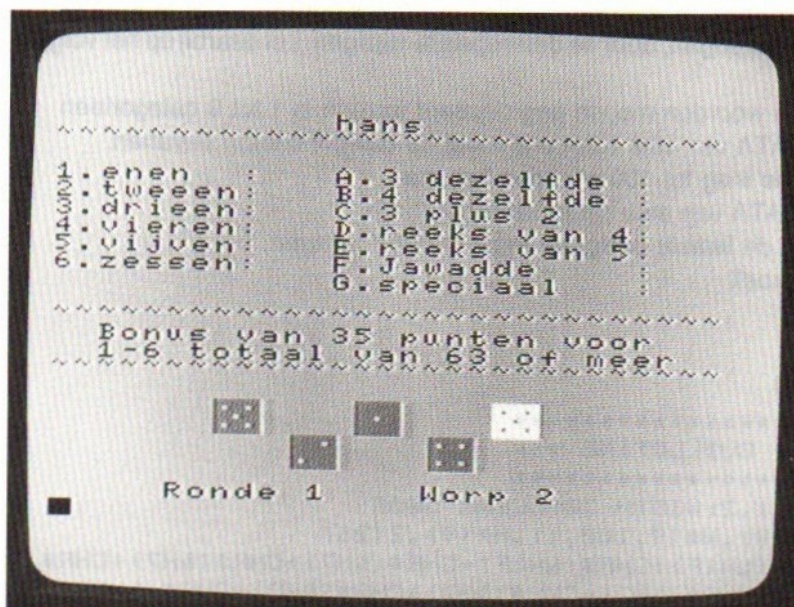 hans
1.enen : A.3 dezelfde :
2.tweeen: B.4 dezelfde :
3.drieen: C.3 plus 2 :
4.vieren: D.reeks van 4:
5.vijven: E.reeks van 5:
6.zessen: F.Jawadde :
G.speciaal :
Bonus van 35 punten voor
1-6 totaal van 63 of meer
Ronde 1 Worp 2